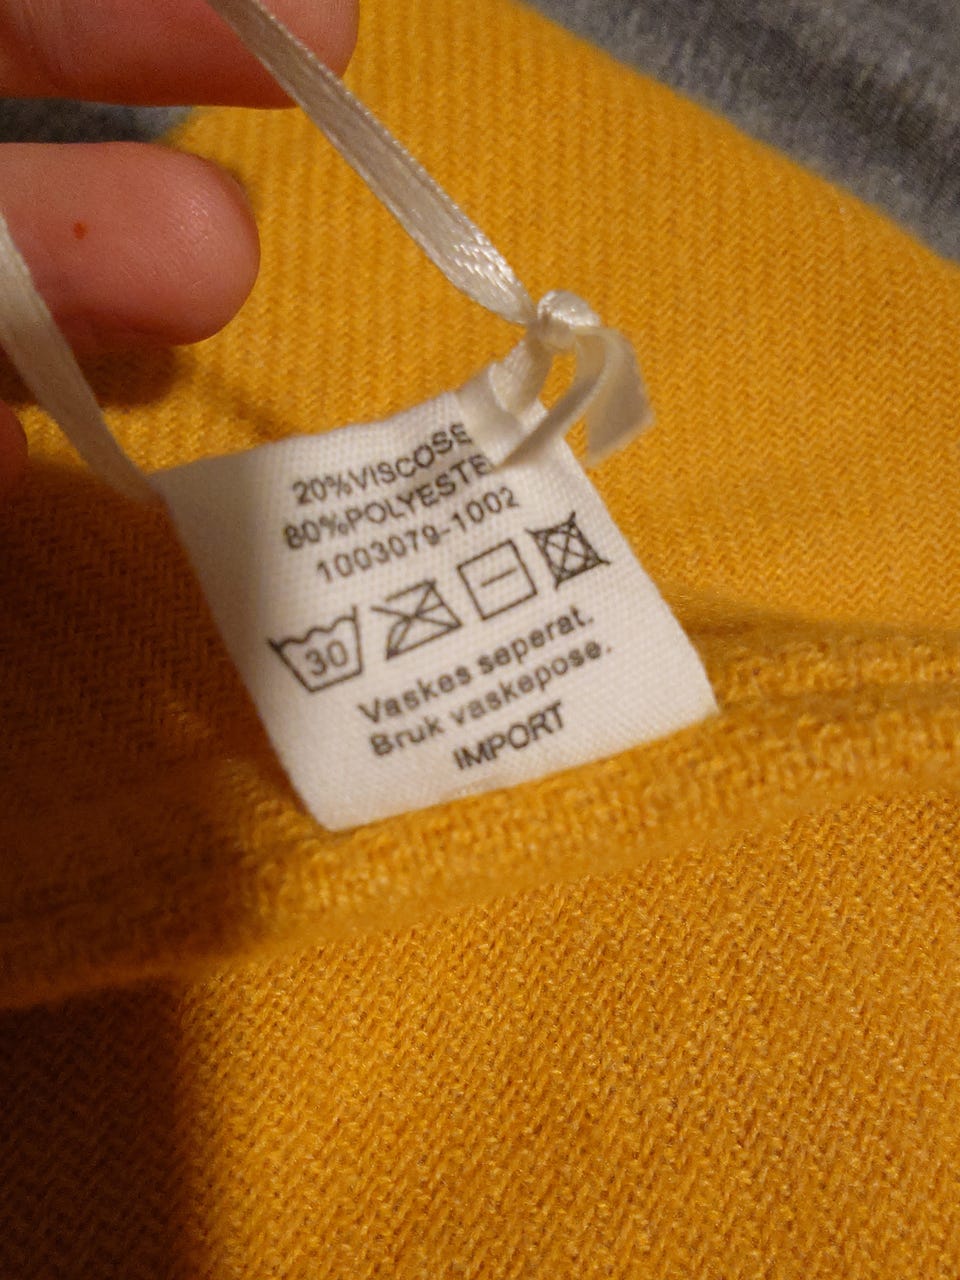 20%VISCOSE
80%POLYESTE
1003079-1002
30
Vaskes seperat.
Bruk vaskepose.
IMPORT